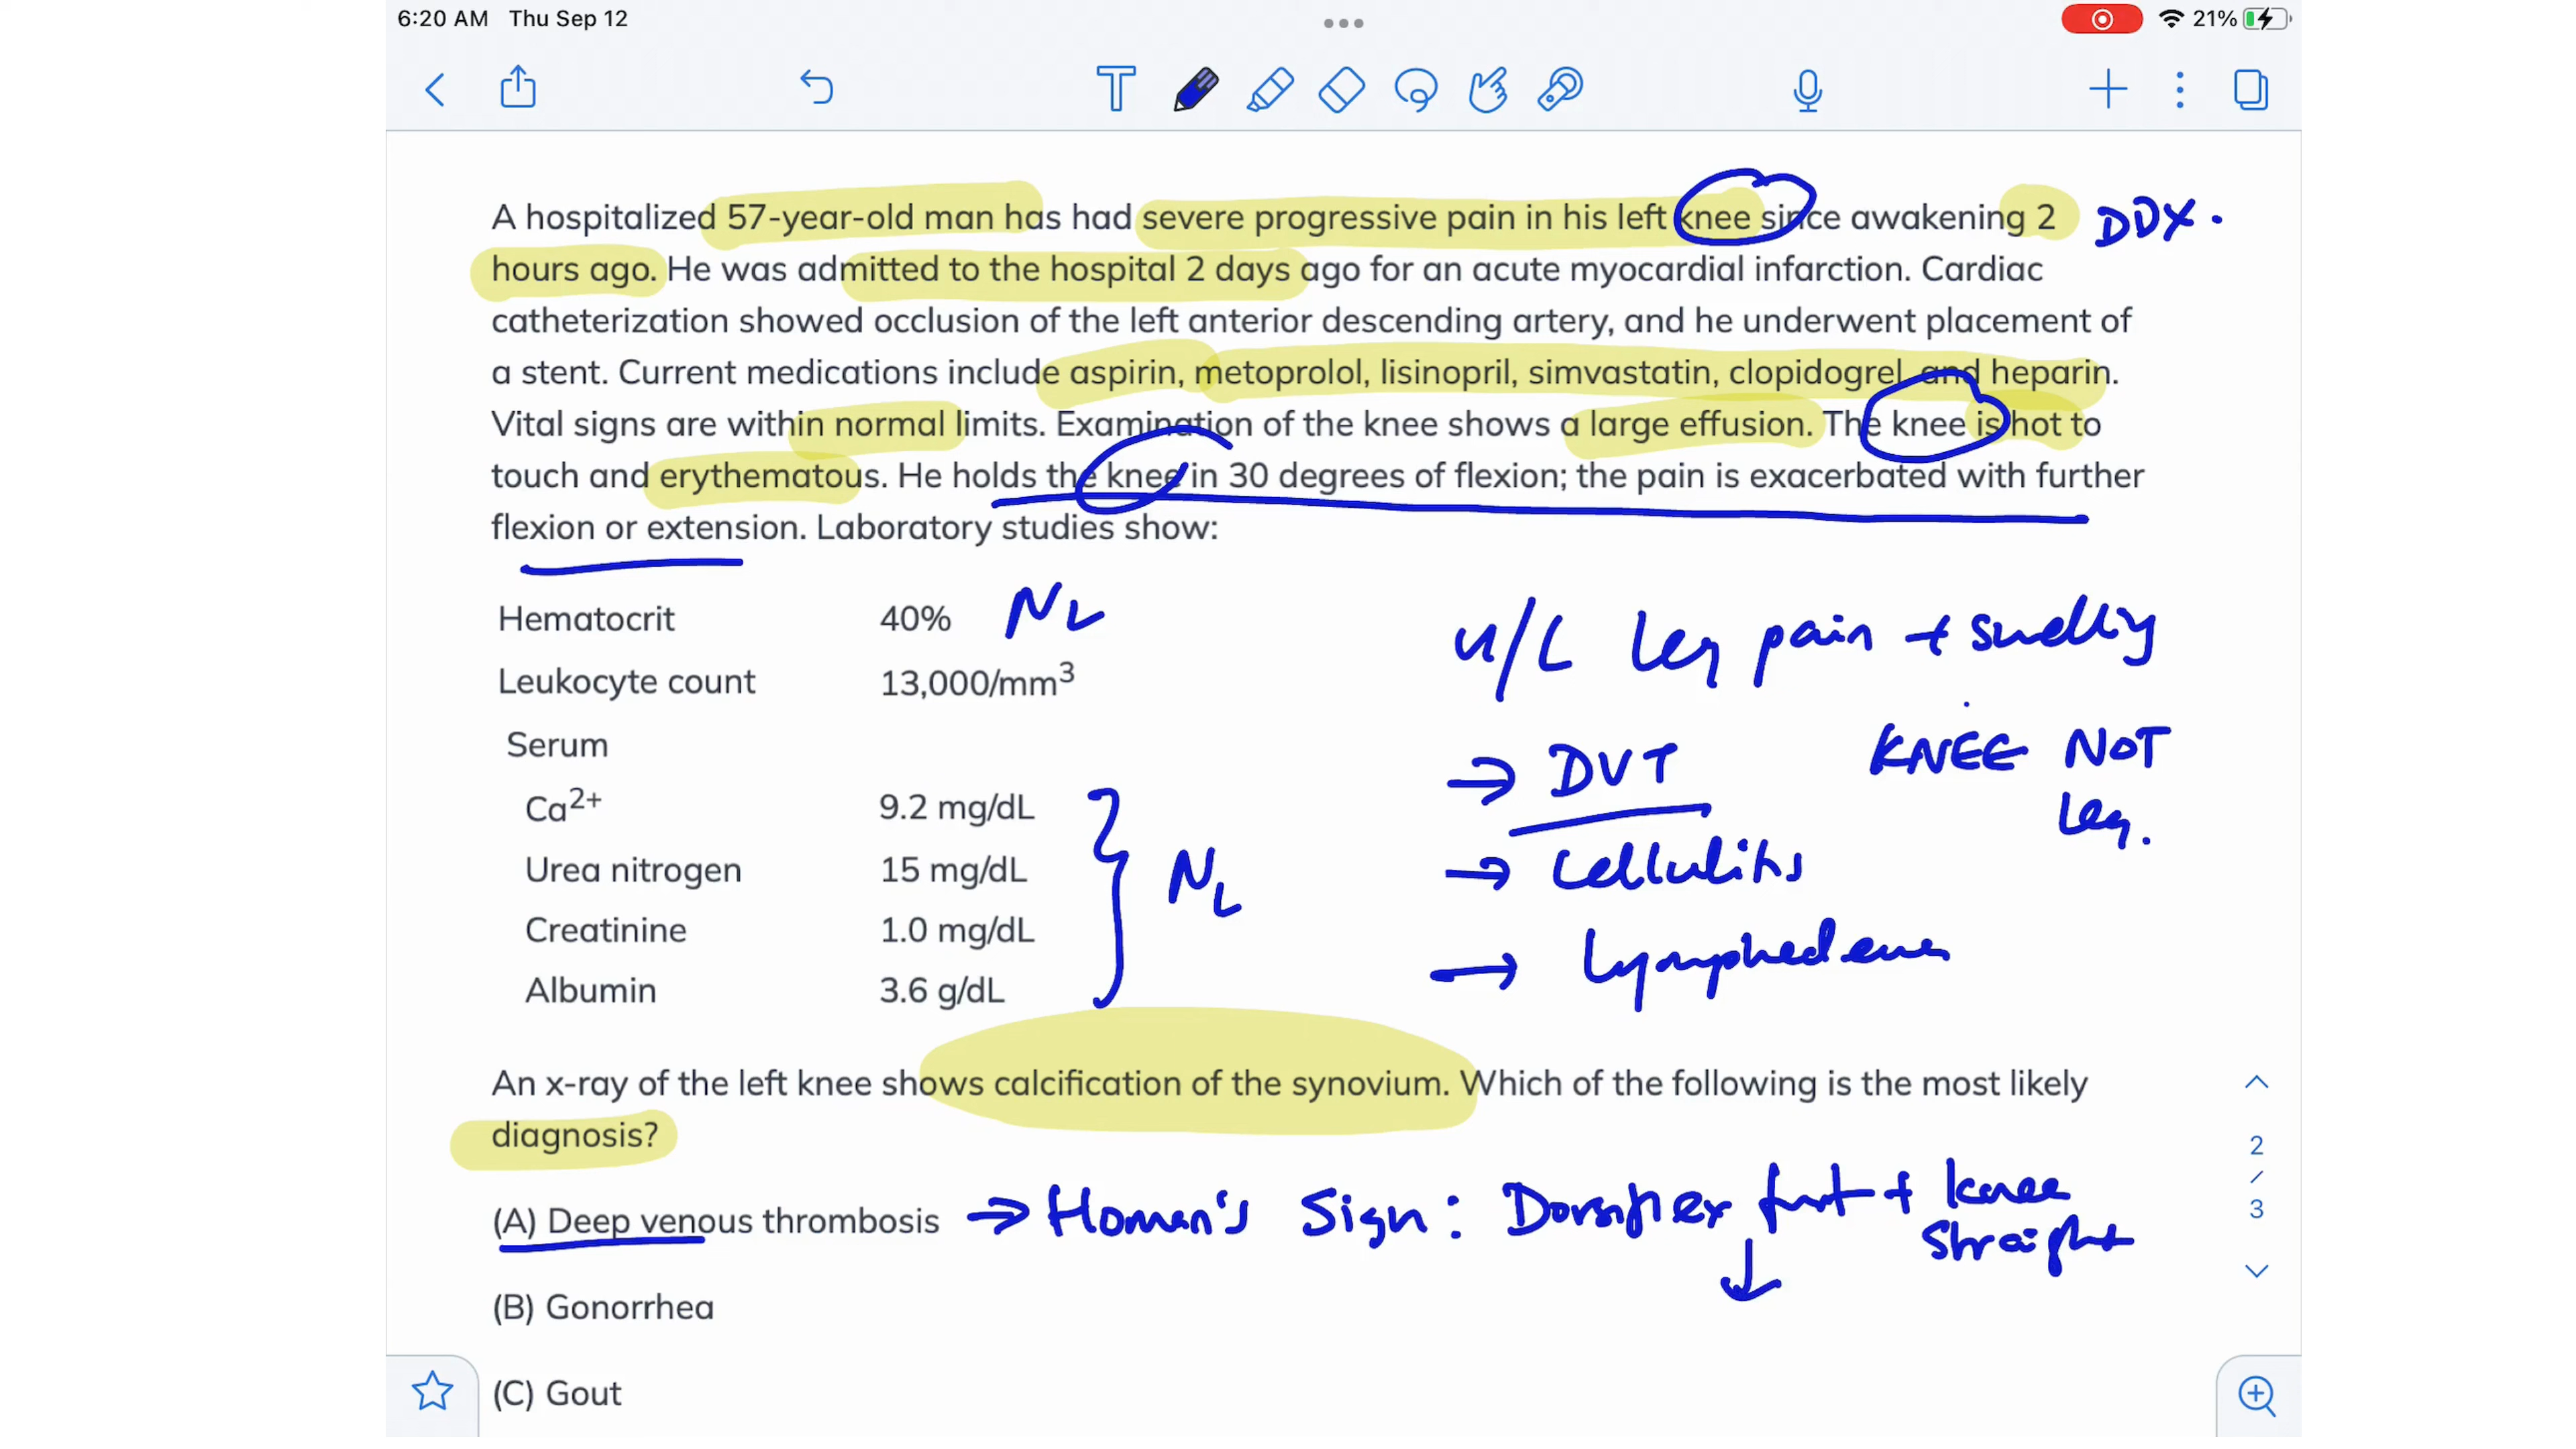 6:20 AM Thu Sep 12
21%
A hospitalized 57-year-old man has had severe progressive pain in his left knee since awakening 2
DDX.
hours ago. He was admitted to the hospital 2 days ago for an acute myocardial infarction. Cardiac
catheterization showed occlusion of the left anterior descending artery, and he underwent placement of
a stent. Current medications include aspirin, metoprolol, lisinopril, simvastatin, clopidogrel, and heparin.
Vital signs are within normal limits. Examination of the knee shows a large effusion. The knee is hot to
touch and erythematous. He holds the knee in 30 degrees of flexion; the pain is exacerbated with further
flexion or extension. Laboratory studies show:
Hematocrit 40% NL
Leukocyte count 13,000/mm³
Serum
Ca²⁺ 9.2 mg/dL
Urea nitrogen 15 mg/dL
Creatinine 1.0 mg/dL
Albumin 3.6 g/dL
NL
u/L Leg pain +
→ DVT
KNEE NOT
Leg.
→ Cellulitis
→
An x-ray of the left knee shows calcification of the synovium. Which of the following is the most likely
diagnosis?
(A) Deep venous thrombosis → Homan's Sign: + knee
straight
↓
(B) Gonorrhea
(C) Gout
2
/
3